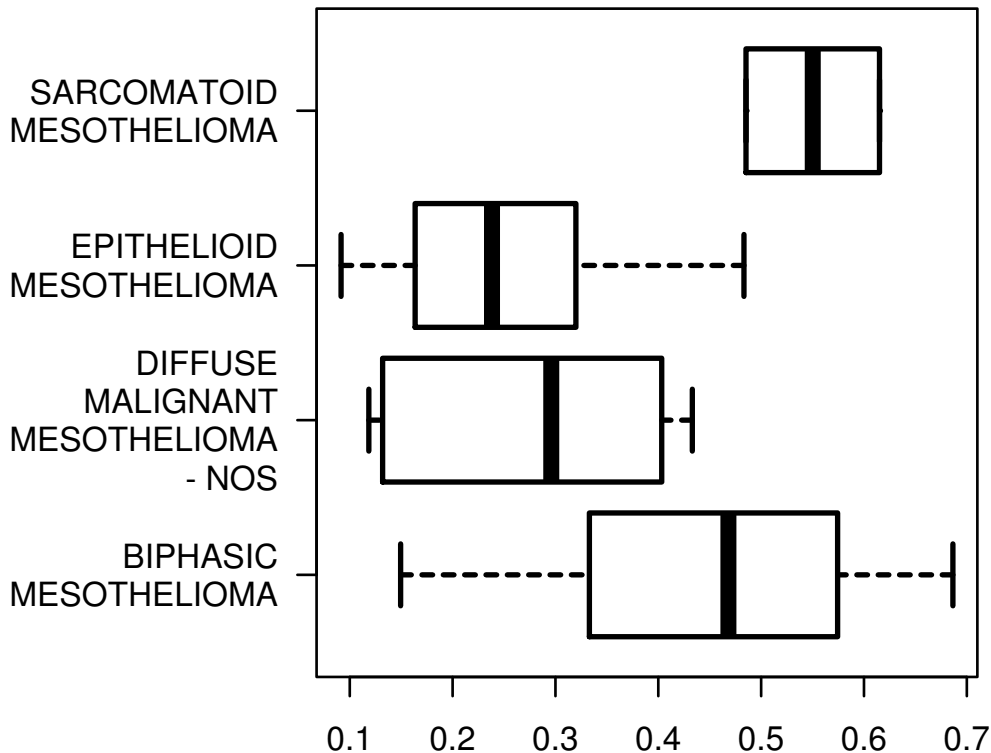 SARCOMATOID
MESOTHELIOMA
EPITHELIOID
MESOTHELIOMA
DIFFUSE
MALIGNANT
MESOTHELIOMA
- NOS
BIPHASIC
MESOTHELIOMA
0.1 0.2 0.3 0.4 0.5 0.6 0.7